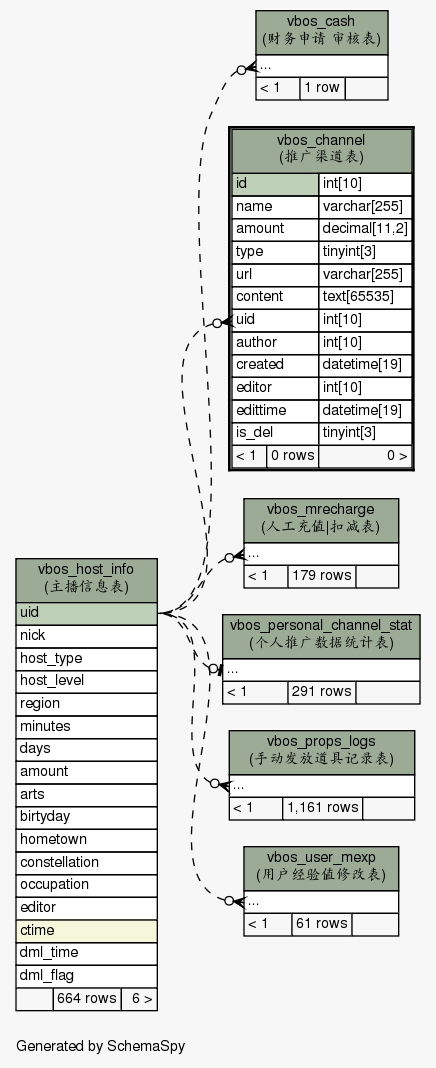 vbos_cash
(财务申请 审核表)
...
< 1 1 row
vbos_channel
(推广渠道表)
id int[10]
name varchar[255]
amount decimal[11,2]
type tinyint[3]
url varchar[255]
content text[65535]
uid int[10]
author int[10]
created datetime[19]
editor int[10]
edittime datetime[19]
is_del tinyint[3]
< 1 0 rows 0 >
vbos_mrecharge
(人工充值|扣减表)
...
< 1 179 rows
vbos_host_info
(主播信息表)
uid
nick
host_type
host_level
region
minutes
days
amount
arts
birtyday
hometown
constellation
occupation
editor
ctime
dml_time
dml_flag
664 rows 6 >
vbos_personal_channel_stat
(个人推广数据统计表)
...
< 1 291 rows
vbos_props_logs
(手动发放道具记录表)
...
< 1 1,161 rows
vbos_user_mexp
(用户经验值修改表)
...
< 1 61 rows
Generated by SchemaSpy